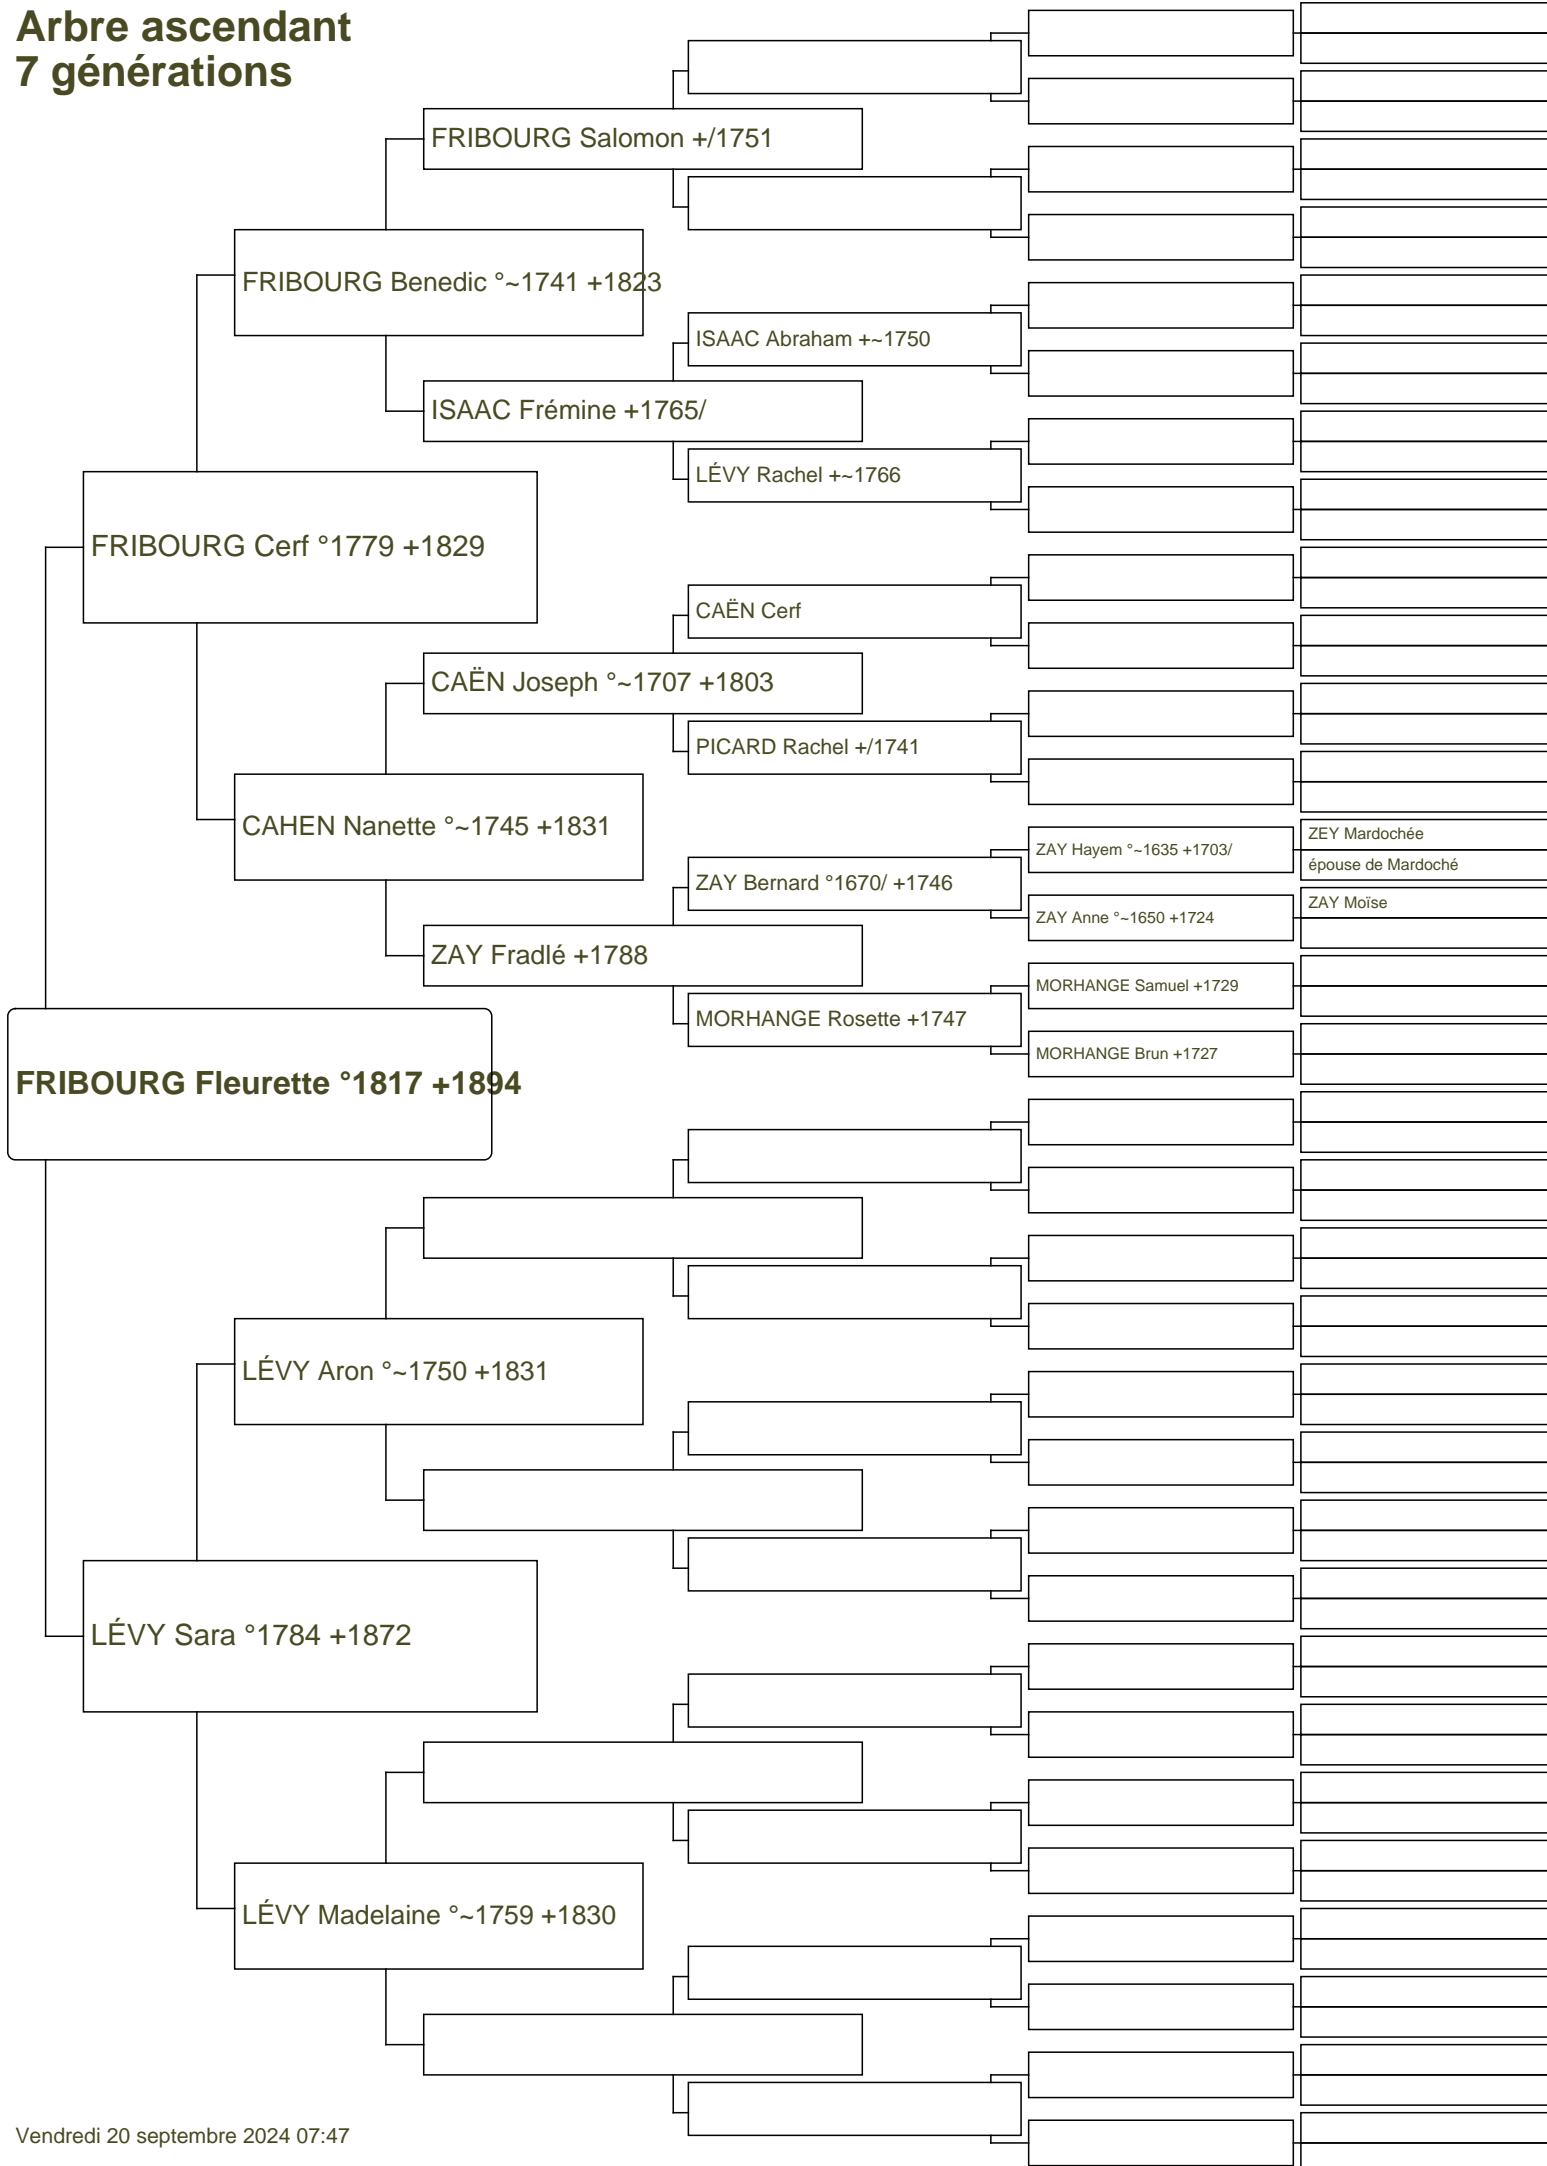 Arbre ascendant
7 générations
FRIBOURG Salomon +/1751
FRIBOURG Benedic °~1741 +1823
ISAAC Abraham +~1750
ISAAC Frémine +1765/
LÉVY Rachel +~1766
FRIBOURG Cerf °1779 +1829
CAËN Cerf
CAËN Joseph °~1707 +1803
PICARD Rachel +/1741
CAHEN Nanette °~1745 +1831
ZEY Mardochée
ZAY Hayem °~1635 +1703/
épouse de Mardoché
ZAY Bernard °1670/ +1746
ZAY Moïse
ZAY Anne °~1650 +1724
ZAY Fradlé +1788
MORHANGE Samuel +1729
MORHANGE Rosette +1747
MORHANGE Brun +1727
FRIBOURG Fleurette °1817 +1894
LÉVY Aron °~1750 +1831
LÉVY Sara °1784 +1872
LÉVY Madelaine °~1759 +1830
Vendredi 20 septembre 2024 07:47